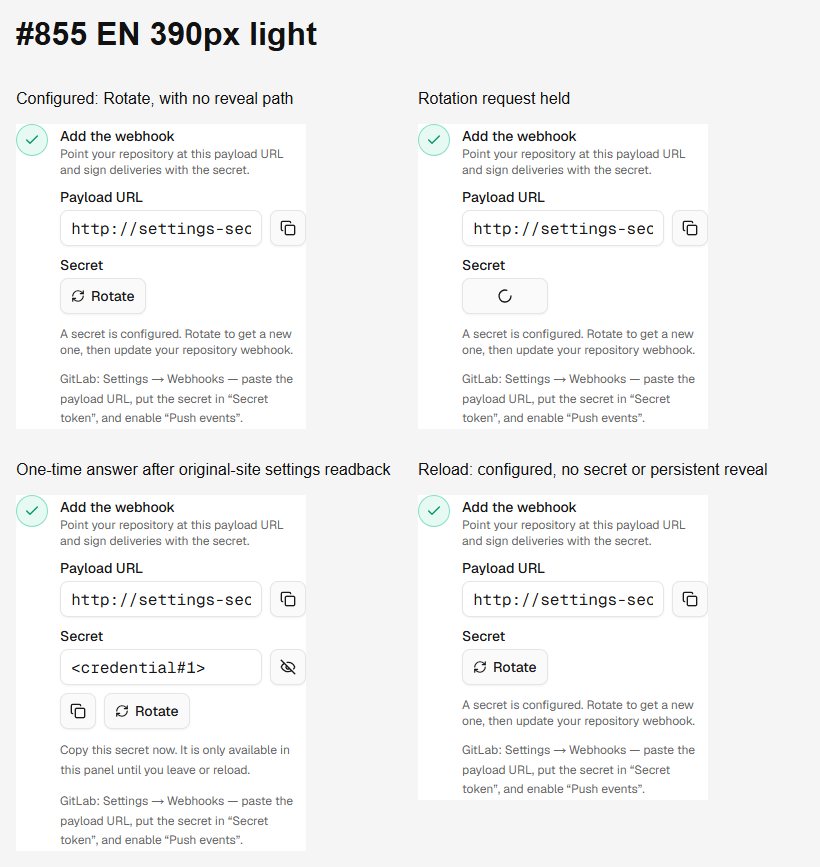 #855 EN 390px light
Configured: Rotate, with no reveal path
Add the webhook
Point your repository at this payload URL
and sign deliveries with the secret.
Payload URL
http://settings-sec
Secret
Rotate
A secret is configured. Rotate to get a new
one, then update your repository webhook.
GitLab: Settings → Webhooks — paste the
payload URL, put the secret in “Secret
token”, and enable “Push events”.
Rotation request held
Add the webhook
Point your repository at this payload URL
and sign deliveries with the secret.
Payload URL
http://settings-sec
Secret
A secret is configured. Rotate to get a new
one, then update your repository webhook.
GitLab: Settings → Webhooks — paste the
payload URL, put the secret in “Secret
token”, and enable “Push events”.
One-time answer after original-site settings readback
Add the webhook
Point your repository at this payload URL
and sign deliveries with the secret.
Payload URL
http://settings-sec
Secret
<credential#1>
Rotate
Copy this secret now. It is only available in
this panel until you leave or reload.
GitLab: Settings → Webhooks — paste the
payload URL, put the secret in “Secret
token”, and enable “Push events”.
Reload: configured, no secret or persistent reveal
Add the webhook
Point your repository at this payload URL
and sign deliveries with the secret.
Payload URL
http://settings-sec
Secret
Rotate
A secret is configured. Rotate to get a new
one, then update your repository webhook.
GitLab: Settings → Webhooks — paste the
payload URL, put the secret in “Secret
token”, and enable “Push events”.